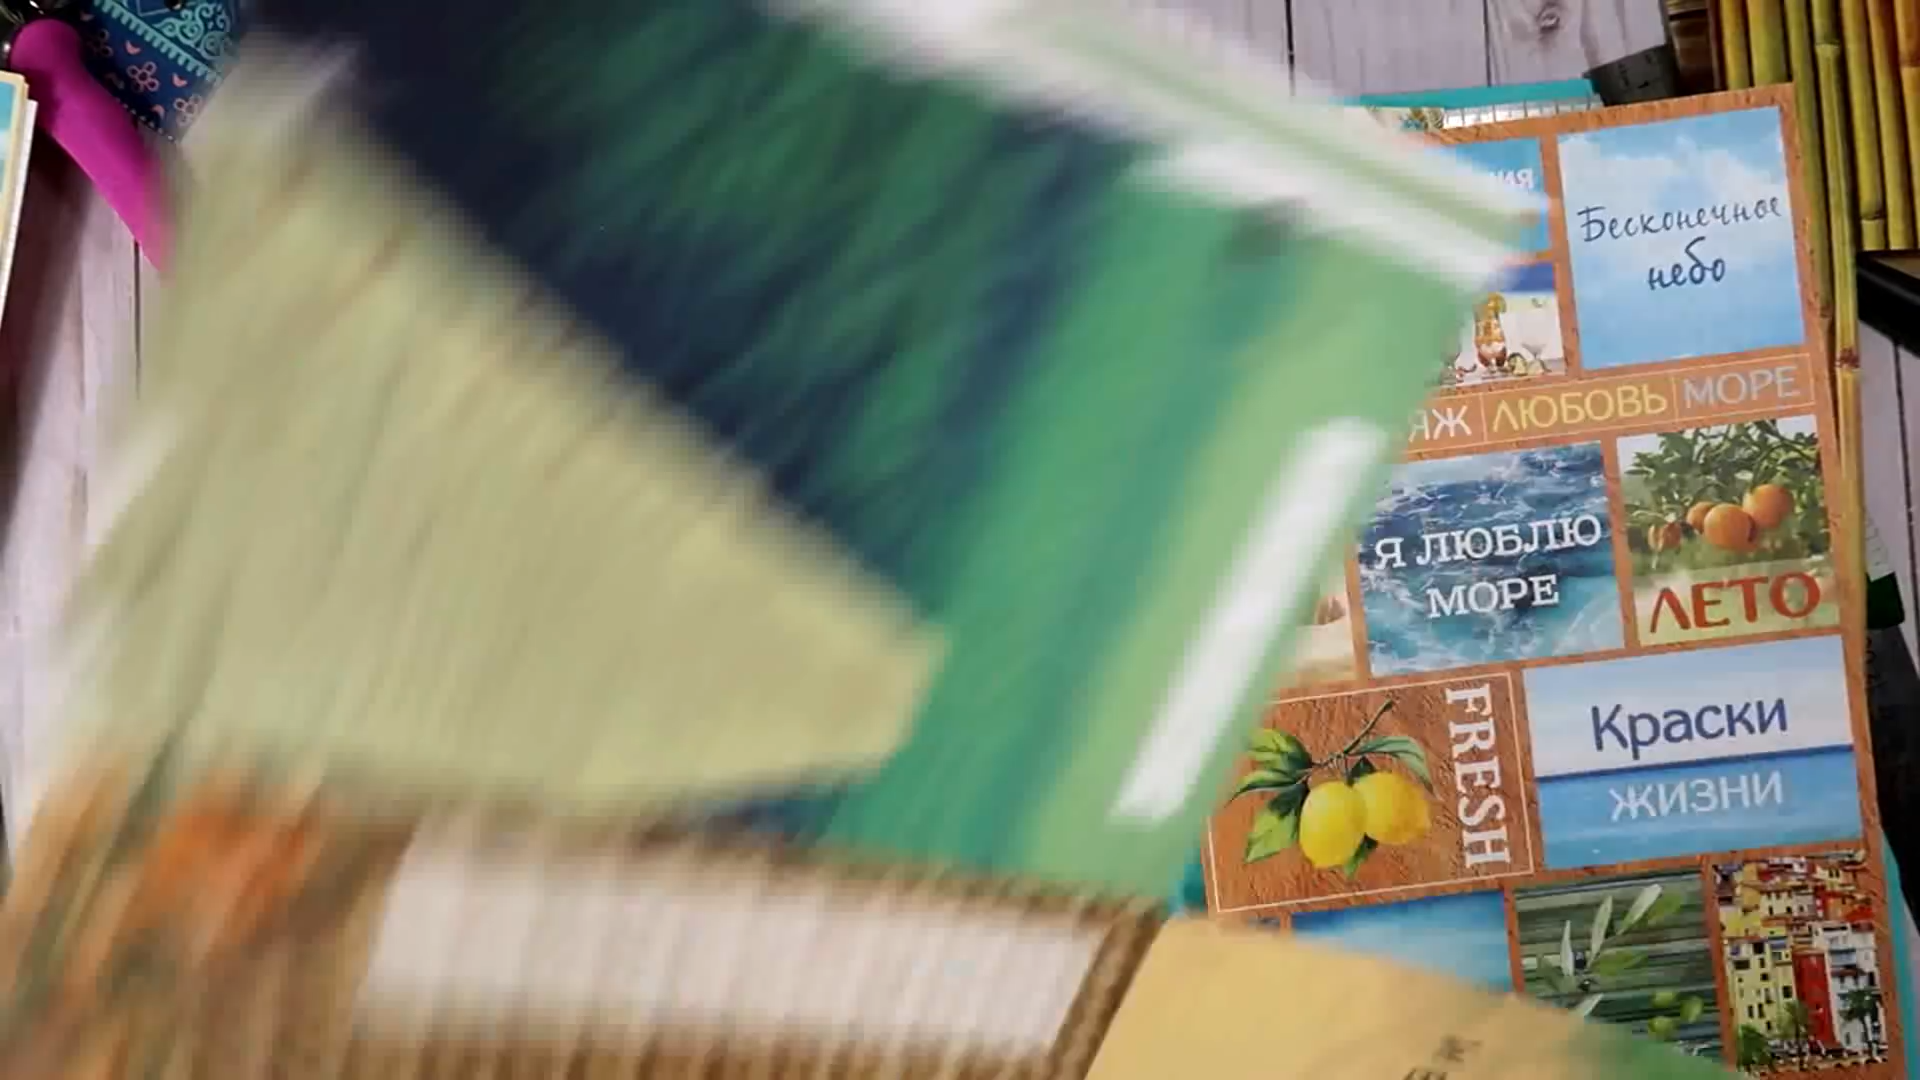 Бесконечное
небо
ЛЮБОВЬ МОРЕ
Я ЛЮБЛЮ
МОРЕ
ЛЕТО
FRESH
Краски
ЖИЗНИ